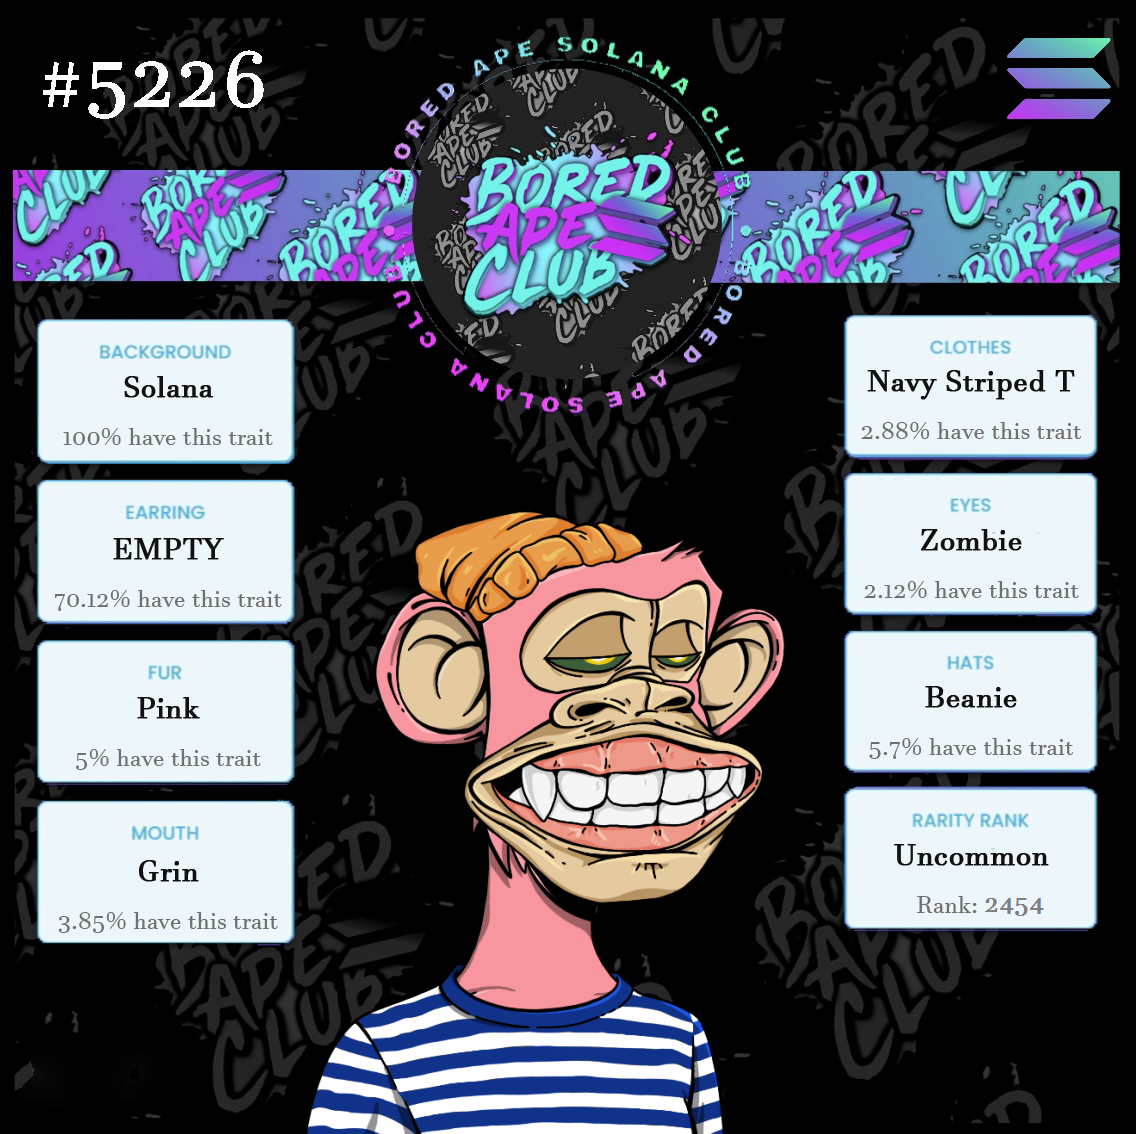 #5226
BORED APE SOLANA CLUB
BORED APE SOLANA CLUB
BORED
APE
CLUB
BACKGROUND
Solana
100% have this trait
EARRING
EMPTY
70.12% have this trait
FUR
Pink
5% have this trait
MOUTH
Grin
3.85% have this trait
CLOTHES
Navy Striped T
2.88% have this trait
EYES
Zombie
2.12% have this trait
HATS
Beanie
5.7% have this trait
RARITY RANK
Uncommon
Rank: 2454